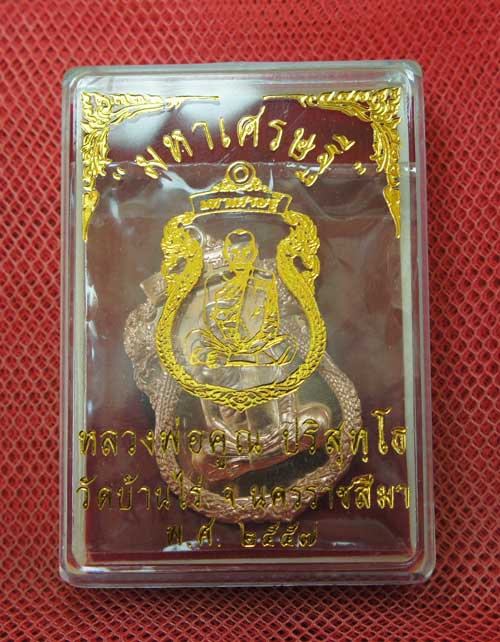 "มหาเศรษฐี"
มหาเศรษฐี
หลวงพ่อคูณ ปริสุทฺโธ
วัดบ้านไร่ จ.นครราชสีมา
พ.ศ. ๒๕๕๗